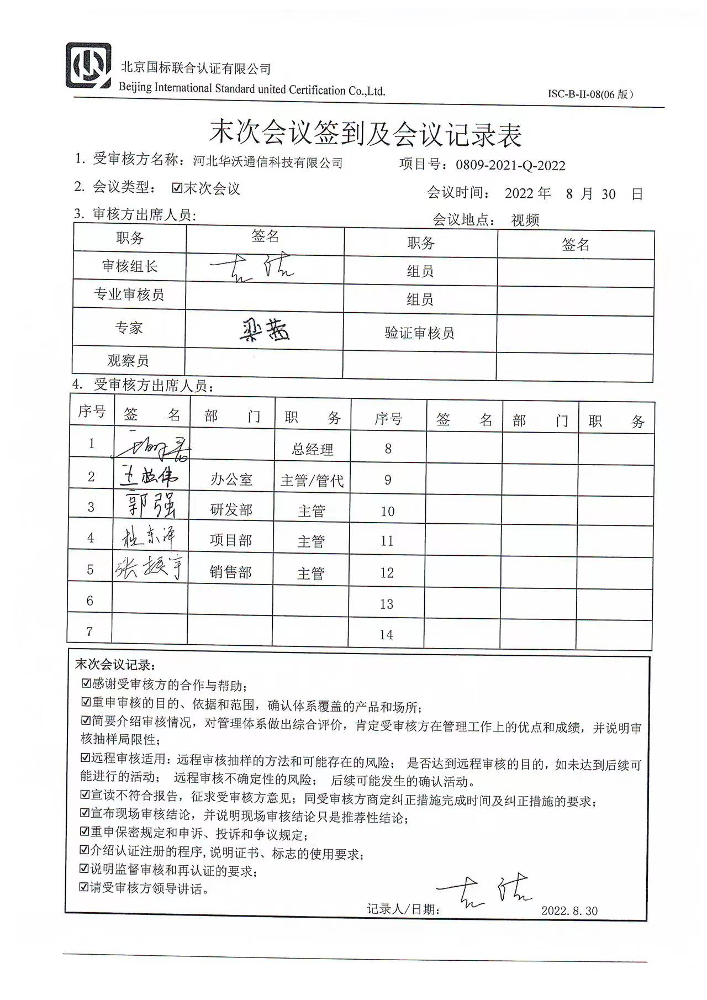 北京国标联合认证有限公司
Beijing International Standard united Certification Co.,Ltd.
ISC-B-II-08(06 版)
末次会议签到及会议记录表
1. 受审核方名称：河北华沃通信科技有限公司 项目号：0809-2021-Q-2022
2. 会议类型： ☑末次会议 会议时间： 2022 年 8 月 30 日
3. 审核方出席人员: 会议地点： 视频
职务 签名 职务 签名
审核组长 吉洁 组员
专业审核员 组员
专家 梁茜 验证审核员
观察员
4. 受审核方出席人员：
序号 签 名 部 门 职 务 序号 签 名 部 门 职 务
1 总经理 8
2 办公室 主管/管代 9
3 郭强 研发部 主管 10
4 杜东泽 项目部 主管 11
5 张振宇 销售部 主管 12
6 13
7 14
末次会议记录：
☑感谢受审核方的合作与帮助；
☑重申审核的目的、依据和范围，确认体系覆盖的产品和场所；
☑简要介绍审核情况，对管理体系做出综合评价，肯定受审核方在管理工作上的优点和成绩，并说明审
核抽样局限性；
☑远程审核适用：远程审核抽样的方法和可能存在的风险； 是否达到远程审核的目的，如未达到后续可
能进行的活动； 远程审核不确定性的风险； 后续可能发生的确认活动。
☑宣读不符合报告，征求受审核方意见；同受审核方商定纠正措施完成时间及纠正措施的要求；
☑宣布现场审核结论，并说明现场审核结论只是推荐性结论；
☑重申保密规定和申诉、投诉和争议规定；
☑介绍认证注册的程序,说明证书、标志的使用要求；
☑说明监督审核和再认证的要求；
☑请受审核方领导讲话。
记录人/日期： 吉洁 2022.8.30